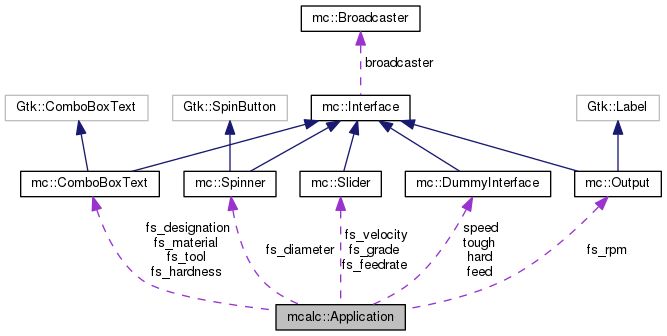 mc::Broadcaster
broadcaster
Gtk::ComboBoxText
Gtk::SpinButton
mc::Interface
Gtk::Label
mc::ComboBoxText
mc::Spinner
mc::Slider
mc::DummyInterface
mc::Output
fs_designation
fs_material
fs_tool
fs_hardness
fs_diameter
fs_velocity
fs_grade
fs_feedrate
speed
tough
hard
feed
fs_rpm
mcalc::Application